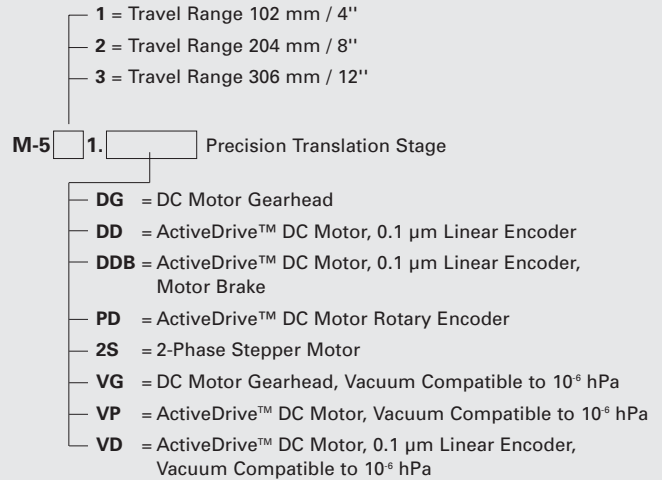 1 = Travel Range 102 mm / 4''
2 = Travel Range 204 mm / 8''
3 = Travel Range 306 mm / 12''
M-5 1. Precision Translation Stage
DG = DC Motor Gearhead
DD = ActiveDrive™ DC Motor, 0.1 µm Linear Encoder
DDB = ActiveDrive™ DC Motor, 0.1 µm Linear Encoder,
Motor Brake
PD = ActiveDrive™ DC Motor Rotary Encoder
2S = 2-Phase Stepper Motor
VG = DC Motor Gearhead, Vacuum Compatible to 10⁻⁶ hPa
VP = ActiveDrive™ DC Motor, Vacuum Compatible to 10⁻⁶ hPa
VD = ActiveDrive™ DC Motor, 0.1 µm Linear Encoder,
Vacuum Compatible to 10⁻⁶ hPa